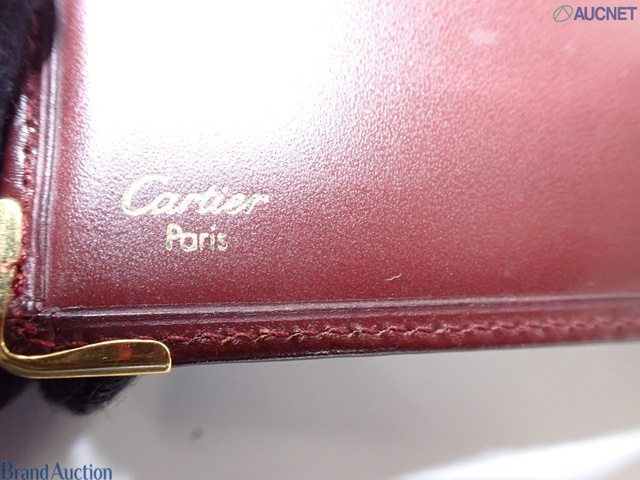 AUCNET
Cartier
Paris
Brand Auction